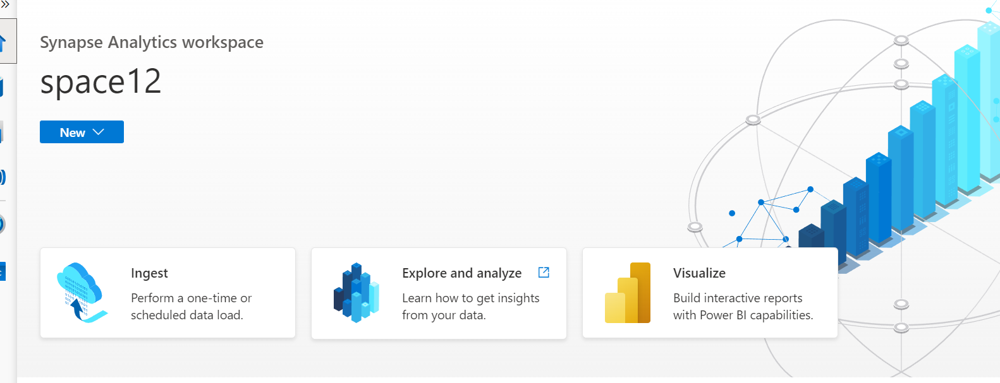 Synapse Analytics workspace
space12
New
Ingest
Perform a one-time or
scheduled data load.
Explore and analyze
Learn how to get insights
from your data.
Visualize
Build interactive reports
with Power BI capabilities.